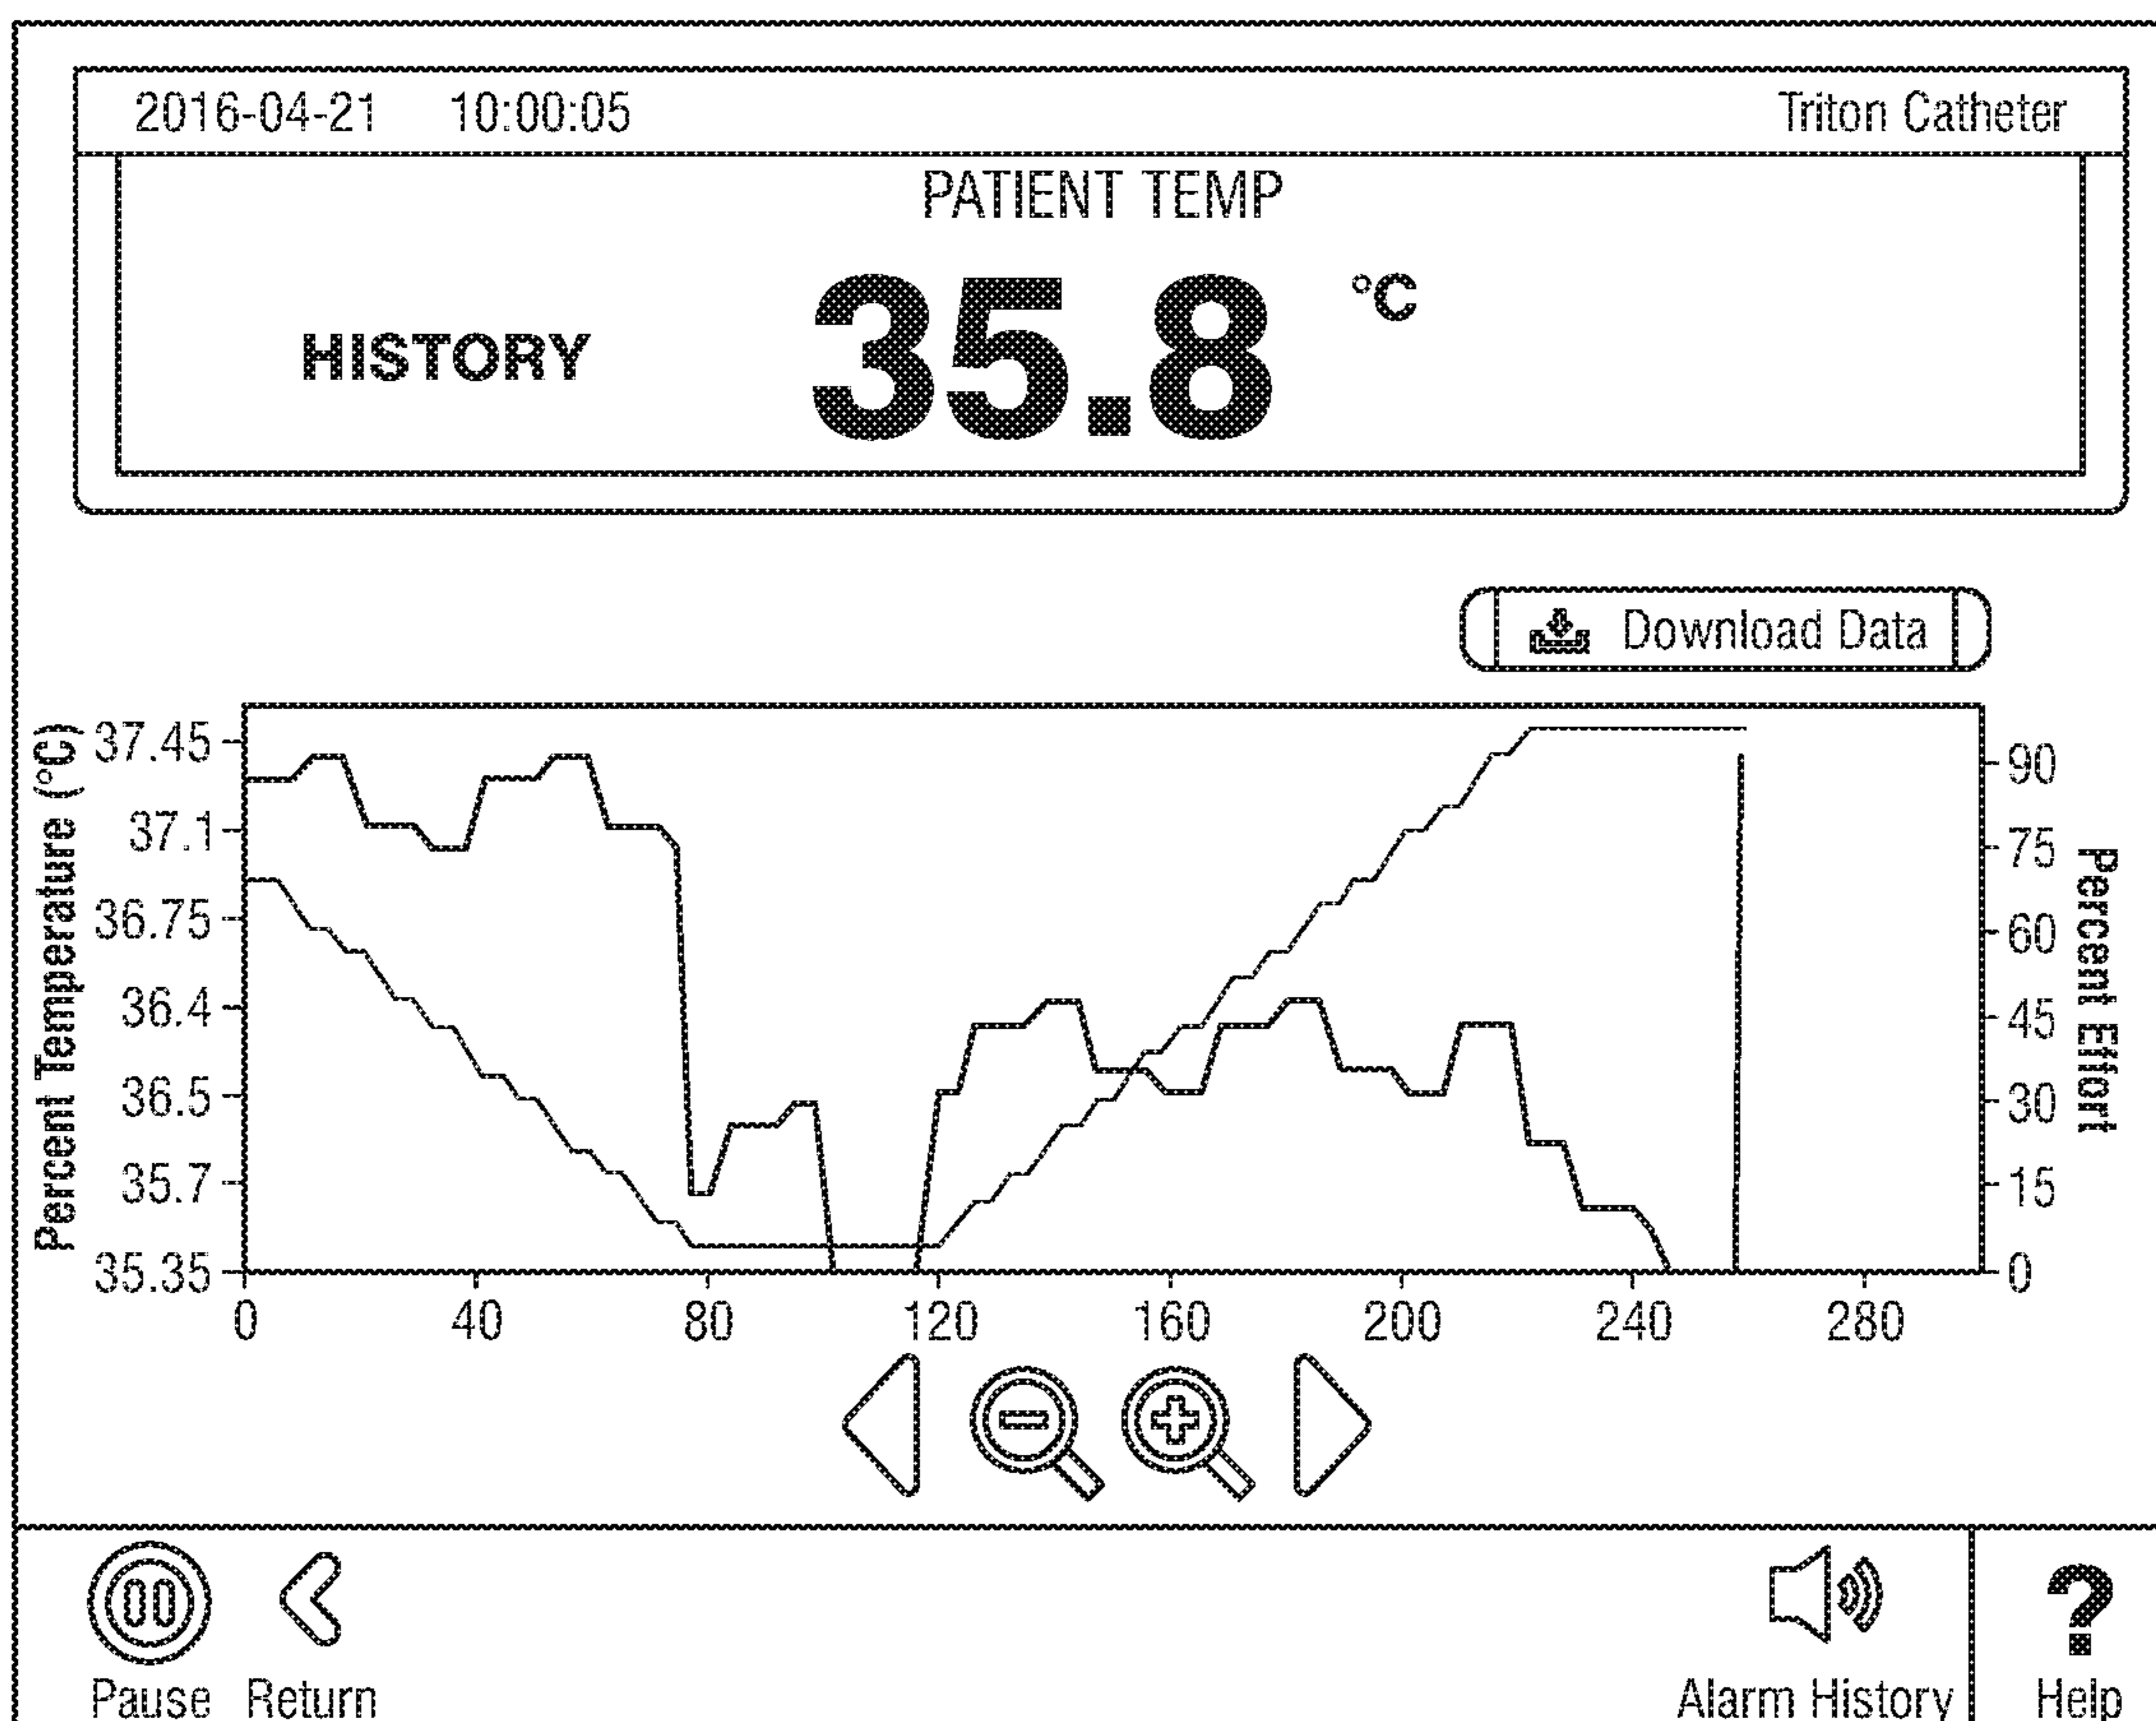 2016-04-21 10:00:05 Triton Catheter
PATIENT TEMP
HISTORY 35.8 °C
Download Data
Percent Temperature (°C)
37.45
37.1
36.75
36.4
36.5
35.7
35.35
90
75
60
45
30
15
0
Percent Effort
0 40 80 120 160 200 240 280
Pause Return Alarm History ? Help